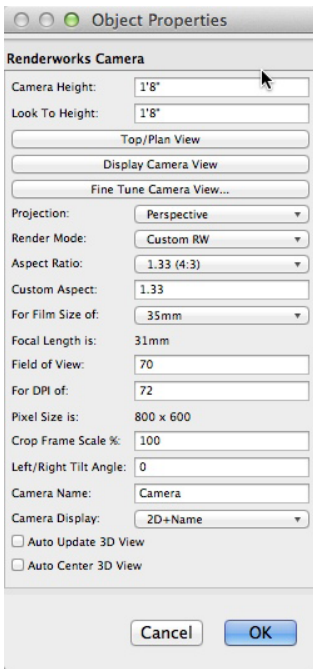 Object Properties
Renderworks Camera
Camera Height: 1'8"
Look To Height: 1'8"
Top/Plan View
Display Camera View
Fine Tune Camera View...
Projection: Perspective
Render Mode: Custom RW
Aspect Ratio: 1.33 (4:3)
Custom Aspect: 1.33
For Film Size of: 35mm
Focal Length is: 31mm
Field of View: 70
For DPI of: 72
Pixel Size is: 800 x 600
Crop Frame Scale %: 100
Left/Right Tilt Angle: 0
Camera Name: Camera
Camera Display: 2D+Name
Auto Update 3D View
Auto Center 3D View
Cancel OK